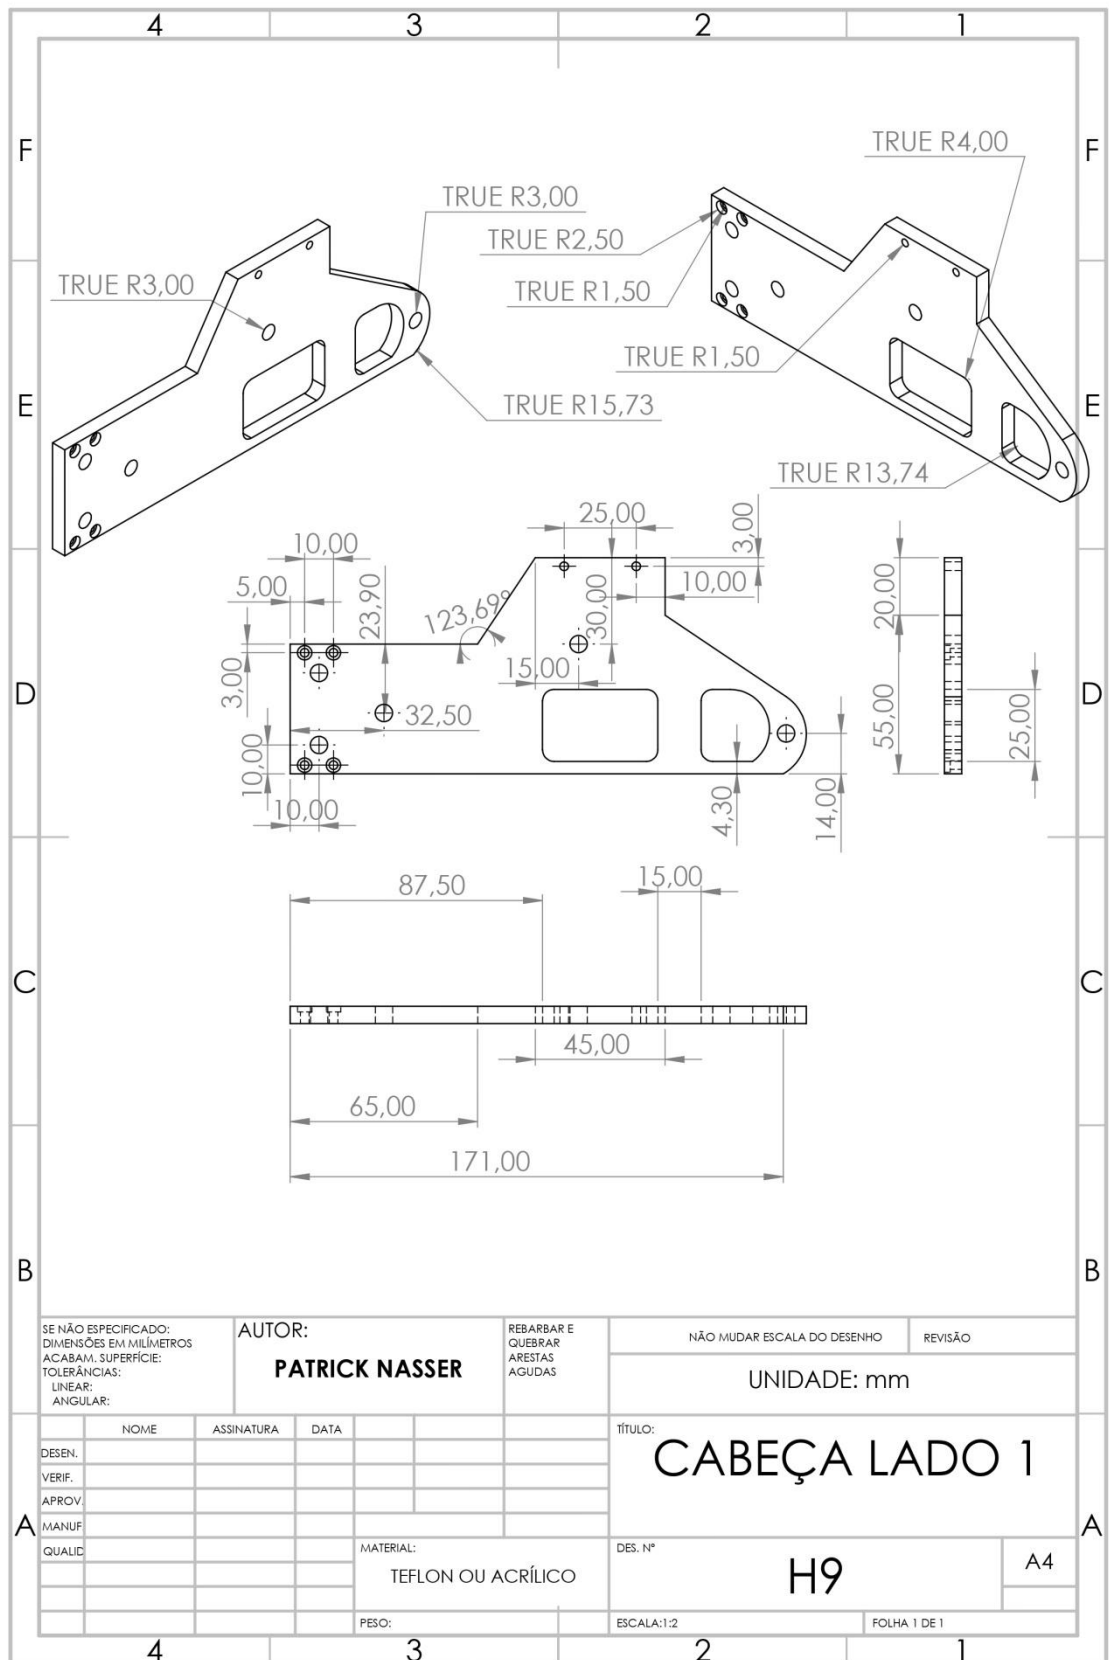 4 3 2 1
F F
TRUE R4,00
TRUE R3,00
TRUE R2,50
TRUE R3,00
TRUE R1,50
TRUE R1,50
E E
TRUE R15,73
TRUE R13,74
25,00
3,00
10,00
5,00
23,90
123,69°
30,00
10,00
20,00
3,00
15,00
D D
32,50
55,00
25,00
10,00
10,00
4,30
14,00
87,50
15,00
C C
45,00
65,00
171,00
B B
SE NÃO ESPECIFICADO:
DIMENSÕES EM MILÍMETROS
ACABAM. SUPERFÍCIE:
TOLERÂNCIAS:
LINEAR:
ANGULAR:
AUTOR:
PATRICK NASSER
REBARBAR E
QUEBRAR
ARESTAS
AGUDAS
NÃO MUDAR ESCALA DO DESENHO
REVISÃO
UNIDADE: mm
NOME ASSINATURA DATA
DESEN.
VERIF.
APROV.
MANUF
QUALID
TÍTULO:
CABEÇA LADO 1
A A
MATERIAL:
TEFLON OU ACRÍLICO
DES. Nº
H9
A4
PESO:
ESCALA:1:2
FOLHA 1 DE 1
4 3 2 1